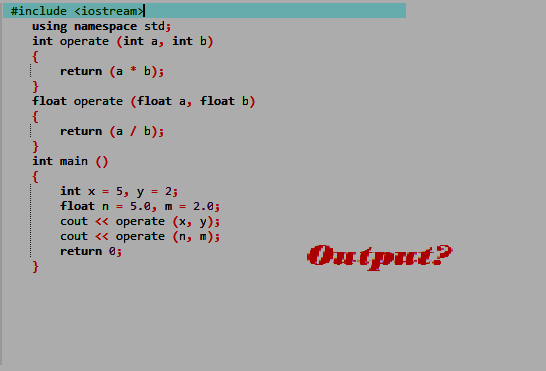 #include <iostream>
using namespace std;
int operate (int a, int b)
{
return (a * b);
}
float operate (float a, float b)
{
return (a / b);
}
int main ()
{
int x = 5, y = 2;
float n = 5.0, m = 2.0;
cout << operate (x, y);
cout << operate (n, m);
return 0;
}
Output?